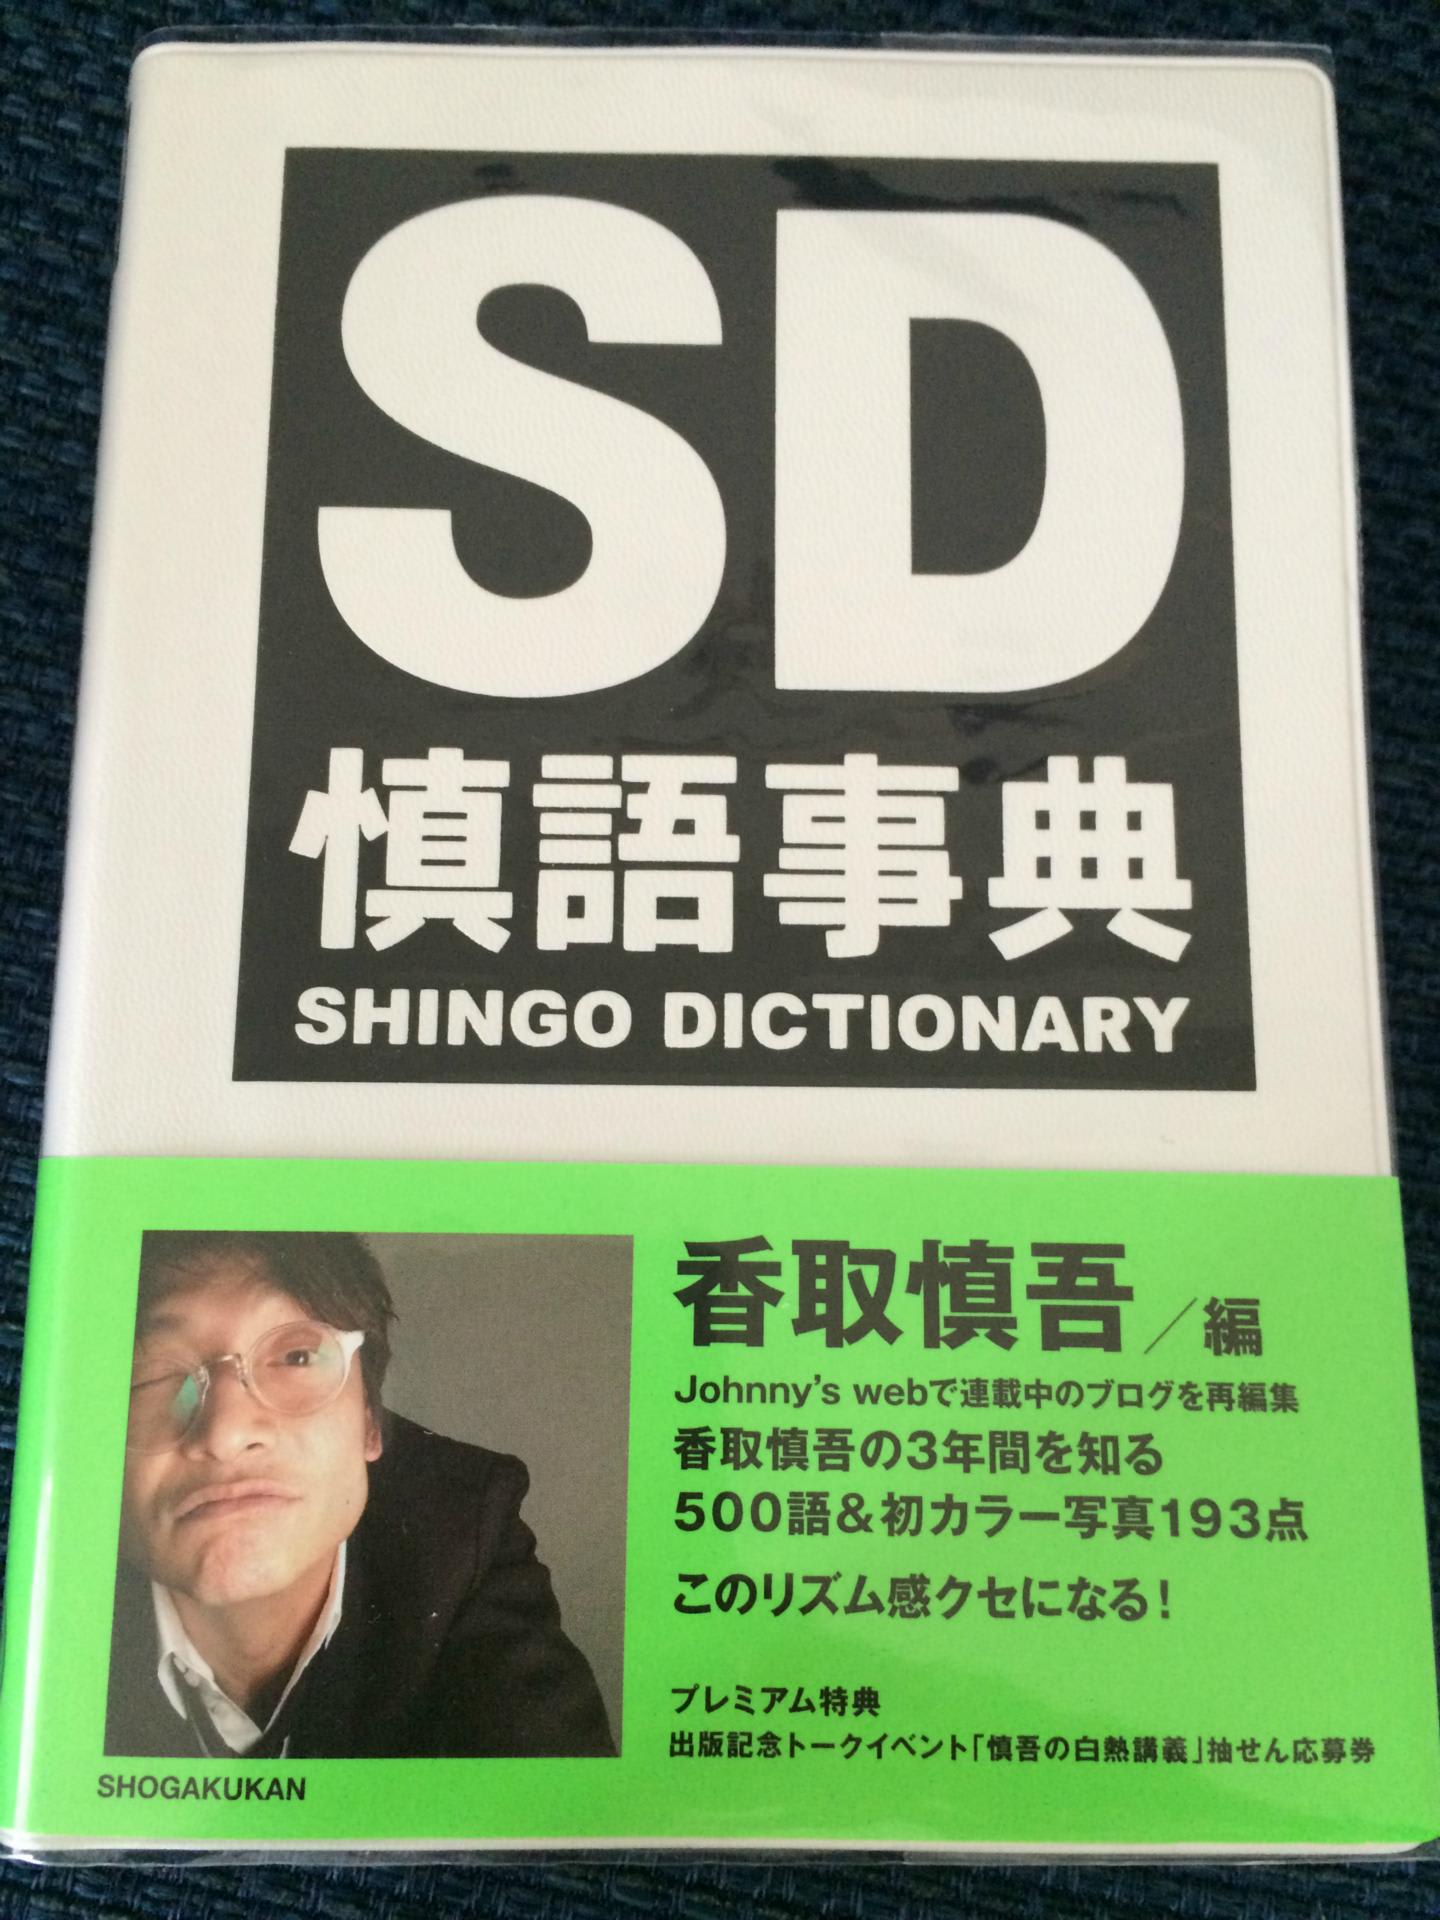 SD
慎語事典
SHINGO DICTIONARY
香取慎吾／編
Johnny's webで連載中のブログを再編集
香取慎吾の3年間を知る
500語&初カラー写真193点
このリズム感クセになる!
プレミアム特典
出版記念トークイベント「慎吾の白熱講義」抽せん応募券
SHOGAKUKAN